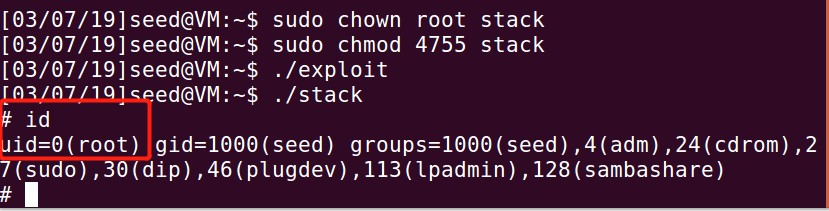 [03/07/19]seed@VM:~$ sudo chown root stack
[03/07/19]seed@VM:~$ sudo chmod 4755 stack
[03/07/19]seed@VM:~$ ./exploit
[03/07/19]seed@VM:~$ ./stack
# id
uid=0(root) gid=1000(seed) groups=1000(seed),4(adm),24(cdrom),2
7(sudo),30(dip),46(plugdev),113(lpadmin),128(sambashare)
#